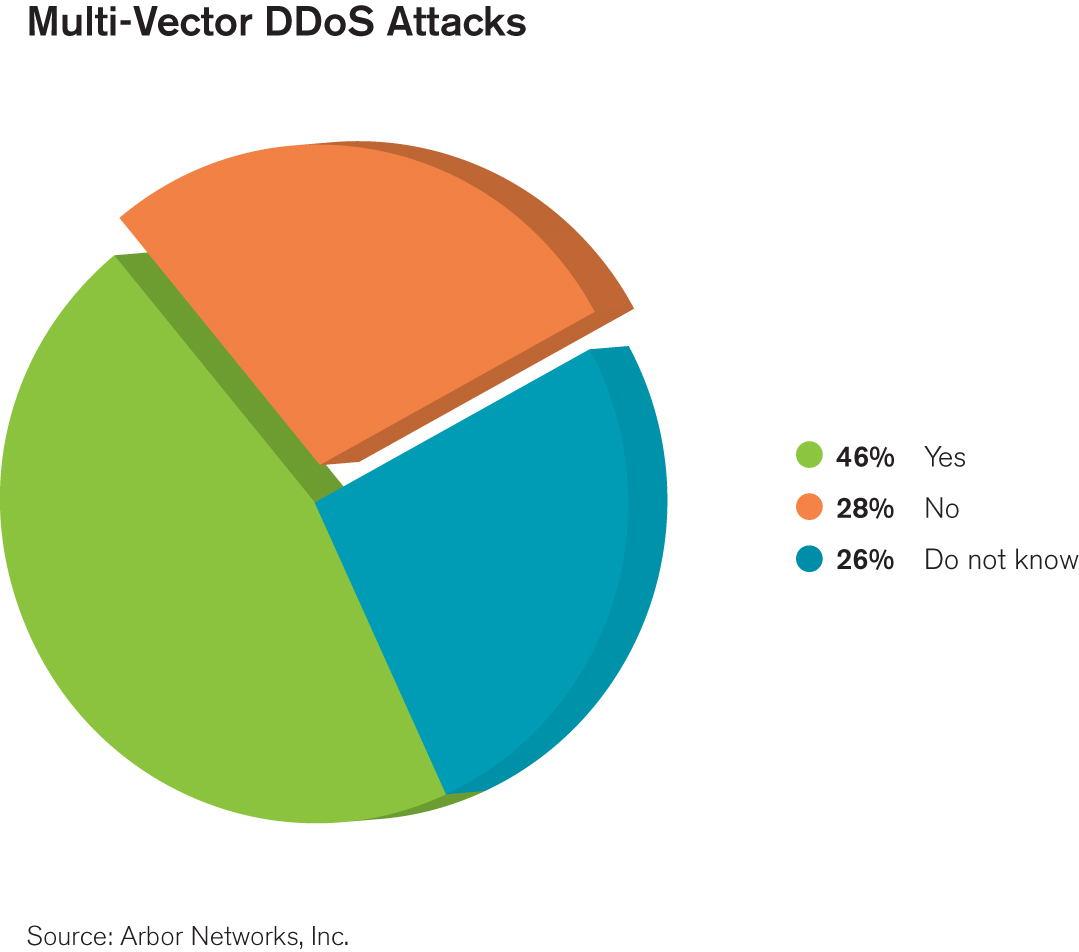 Multi-Vector DDoS Attacks
46% Yes
28% No
26% Do not know
Source: Arbor Networks, Inc.